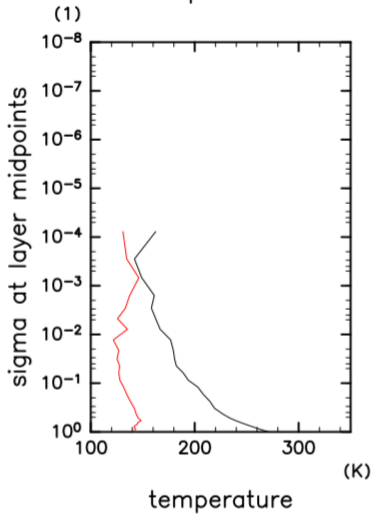 (1)
10⁻⁸
10⁻⁷
10⁻⁶
10⁻⁵
10⁻⁴
10⁻³
10⁻²
10⁻¹
10⁰
sigma at layer midpoints
100 200 300
(K)
temperature